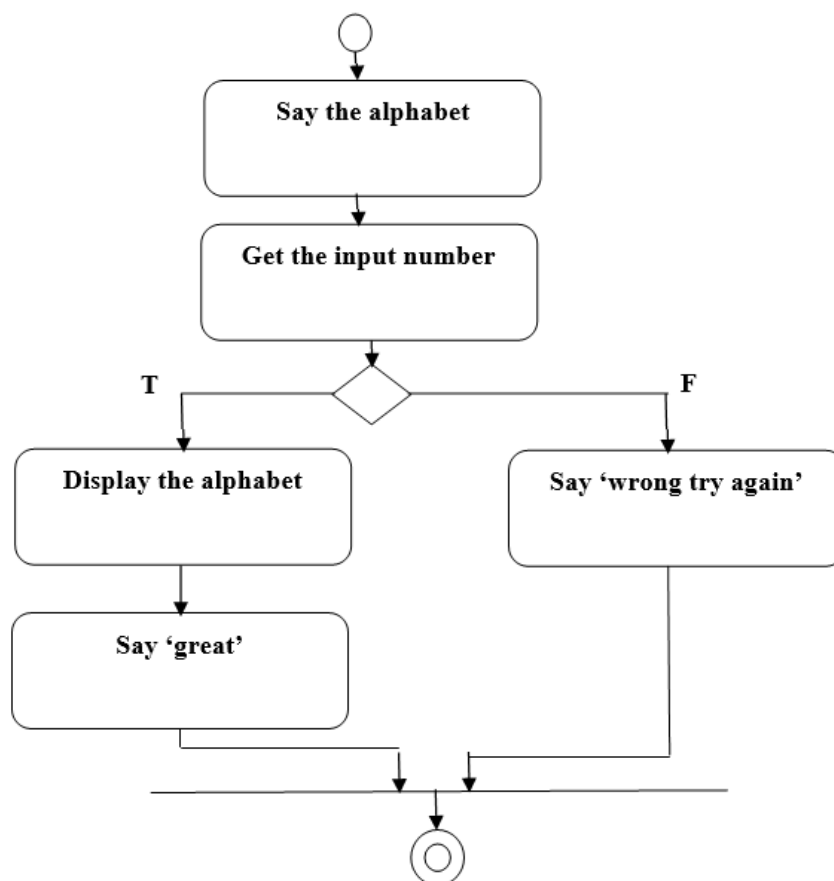 Say the alphabet
Get the input number
T
F
Display the alphabet
Say ‘wrong try again’
Say ‘great’